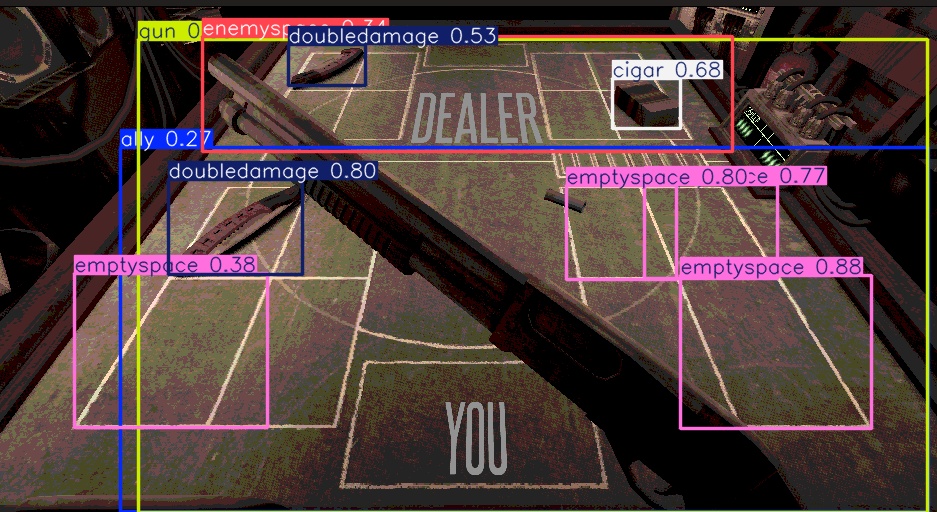 gun 0
enemyspace 0.74
doubledamage 0.53
cigar 0.68
DEALER
ally 0.27
doubledamage 0.80
emptyspace 0.80
ce 0.77
emptyspace 0.38
emptyspace 0.88
YOU